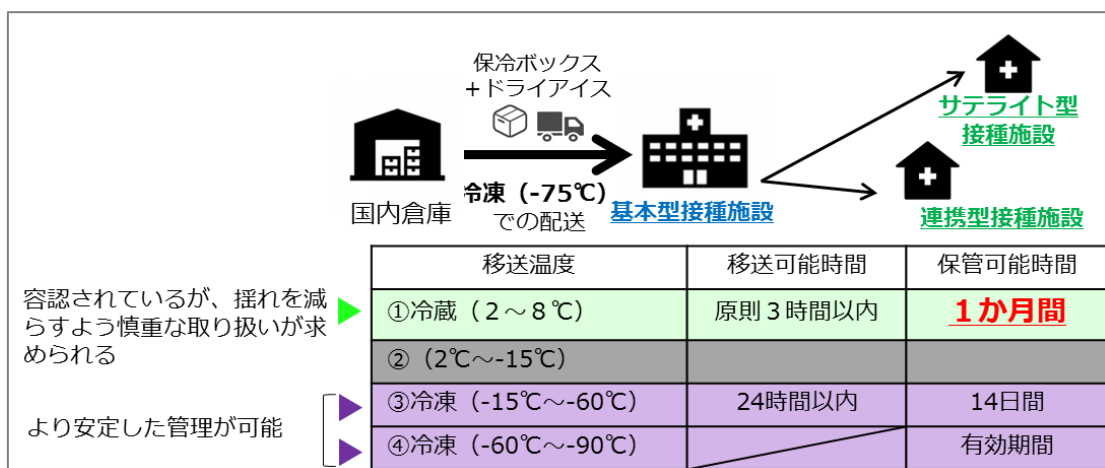 保冷ボックス
＋ドライアイス
国内倉庫
冷凍（-75℃）
での配送
基本型接種施設
サテライト型
接種施設
連携型接種施設
移送温度 移送可能時間 保管可能時間
容認されているが、揺れを減
らすよう慎重な取り扱いが求
められる
①冷蔵（２～８℃） 原則３時間以内 １か月間
②（2℃～-15℃）
より安定した管理が可能
③冷凍（-15℃～-60℃） 24時間以内 14日間
④冷凍（-60℃～-90℃） 有効期間